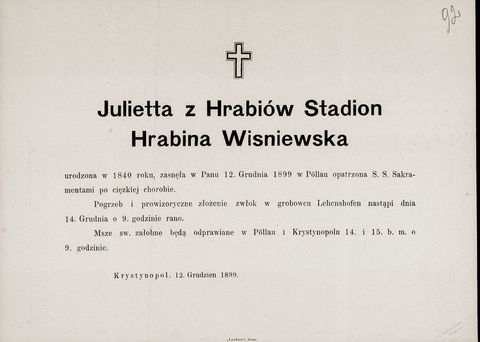 92
Julietta z Hrabiów Stadion
Hrabina Wisniewska
urodzona w 1840 roku, zasnęła w Panu 12. Grudnia 1899 w Pöllau opatrzona S. S. Sakra-
mentami po ciężkiej chorobie.
Pogrzeb i prowizoryczne złożenie zwłok w grobowcu Lehenshofen nastąpi dnia
14. Grudnia o 9. godzinie rano.
Msze sw. żałobne będą odprawiane w Pöllau i Krystynopolu 14. i 15. b. m. o
9. godzinie.
Krystynopol, 12. Grudzien 1899.